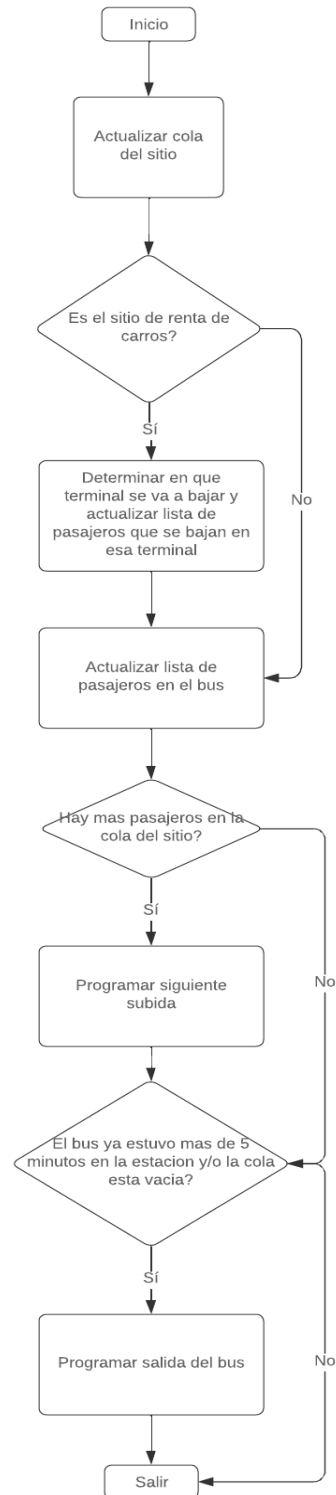 Inicio
Actualizar cola
del sitio
Es el sitio de renta de
carros?
Sí
No
Determinar en que
terminal se va a bajar y
actualizar lista de
pasajeros que se bajan en
esa terminal
Actualizar lista de
pasajeros en el bus
Hay mas pasajeros en la
cola del sitio?
Sí
No
Programar siguiente
subida
El bus ya estuvo mas de 5
minutos en la estacion y/o la cola
esta vacia?
Sí
No
Programar salida del bus
Salir